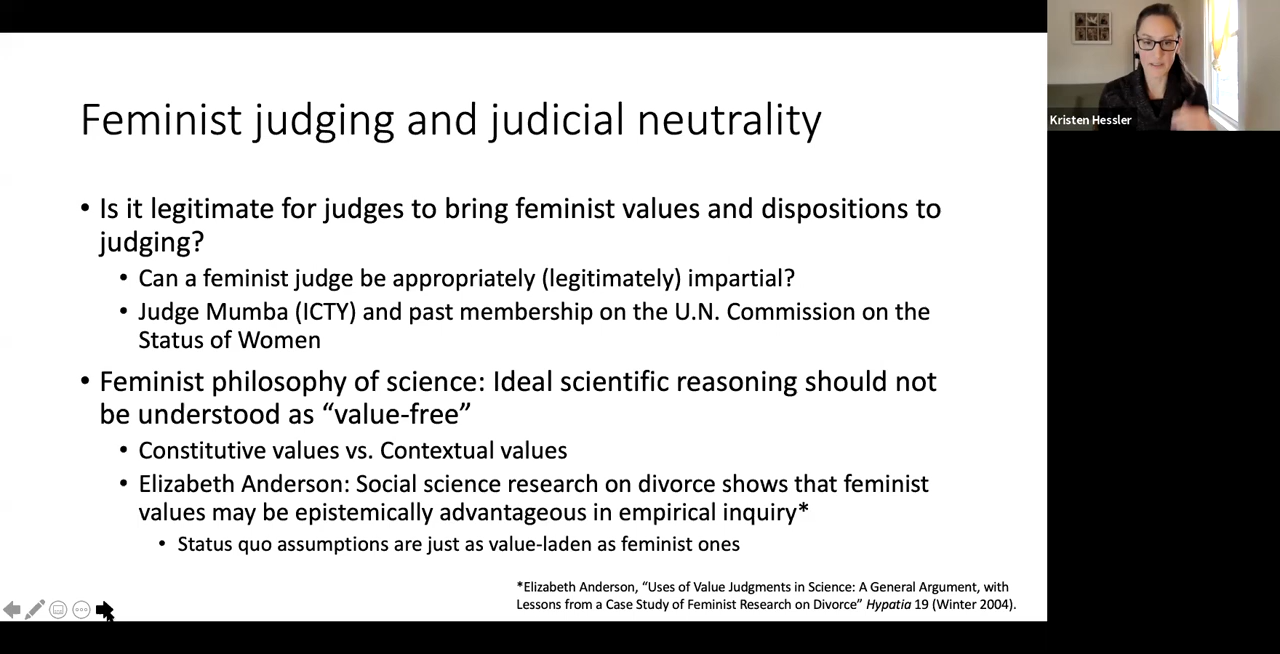 Feminist judging and judicial neutrality
• Is it legitimate for judges to bring feminist values and dispositions to
judging?
• Can a feminist judge be appropriately (legitimately) impartial?
• Judge Mumba (ICTY) and past membership on the U.N. Commission on the
Status of Women
• Feminist philosophy of science: Ideal scientific reasoning should not
be understood as “value-free”
• Constitutive values vs. Contextual values
• Elizabeth Anderson: Social science research on divorce shows that feminist
values may be epistemically advantageous in empirical inquiry*
• Status quo assumptions are just as value-laden as feminist ones
*Elizabeth Anderson, “Uses of Value Judgments in Science: A General Argument, with
Lessons from a Case Study of Feminist Research on Divorce” Hypatia 19 (Winter 2004).
Kristen Hessler